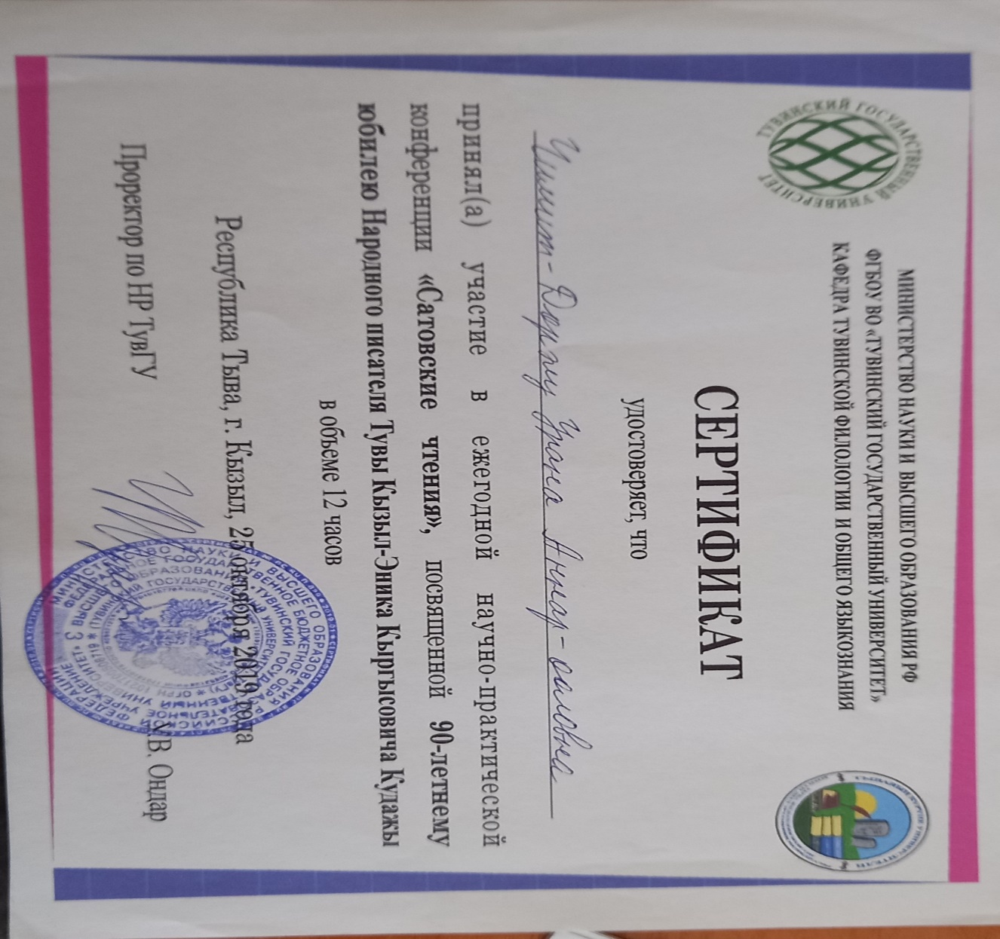 ТУВИНСКИЙ ГОСУДАРСТВЕННЫЙ УНИВЕРСИТЕТ
МИНИСТЕРСТВО НАУКИ И ВЫСШЕГО ОБРАЗОВАНИЯ РФ
ФГБОУ ВО «ТУВИНСКИЙ ГОСУДАРСТВЕННЫЙ УНИВЕРСИТЕТ»
КАФЕДРА ТУВИНСКОЙ ФИЛОЛОГИИ И ОБЩЕГО ЯЗЫКОЗНАНИЯ
СЕРТИФИКАТ
удостоверяет, что
Чимит-Доржу Урана Анчар-ооловна
принял(а) участие в ежегодной научно-практической
конференции «Сатовские чтения», посвященной 90-летнему
юбилею Народного писателя Тувы Кызыл-Эника Кыргысовича Кудажы
в объеме 12 часов
Республика Тыва, г. Кызыл, 25 октября 2019 года
Проректор по НР ТувГУ
У.В. Ондар